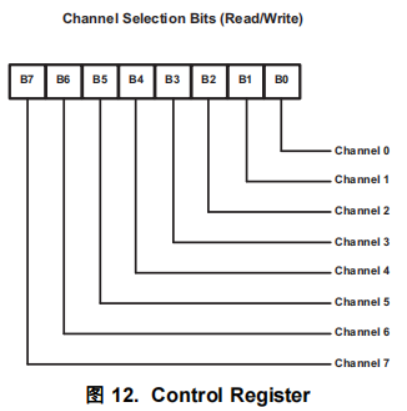 Channel Selection Bits (Read/Write)
B7 B6 B5 B4 B3 B2 B1 B0
Channel 0
Channel 1
Channel 2
Channel 3
Channel 4
Channel 5
Channel 6
Channel 7
图 12. Control Register